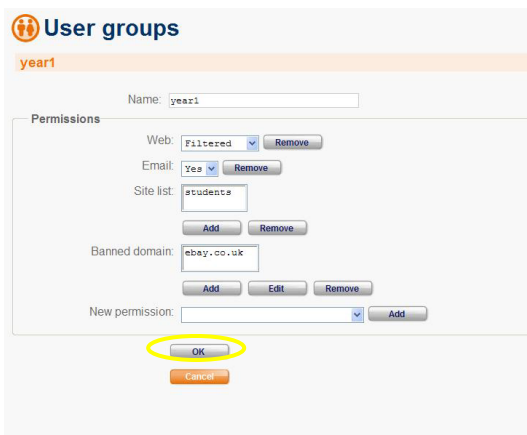 User groups
year1
Name: year1
Permissions
Web: Filtered Remove
Email: Yes Remove
Site list: students
Add Remove
Banned domain: ebay.co.uk
Add Edit Remove
New permission: Add
OK
Cancel